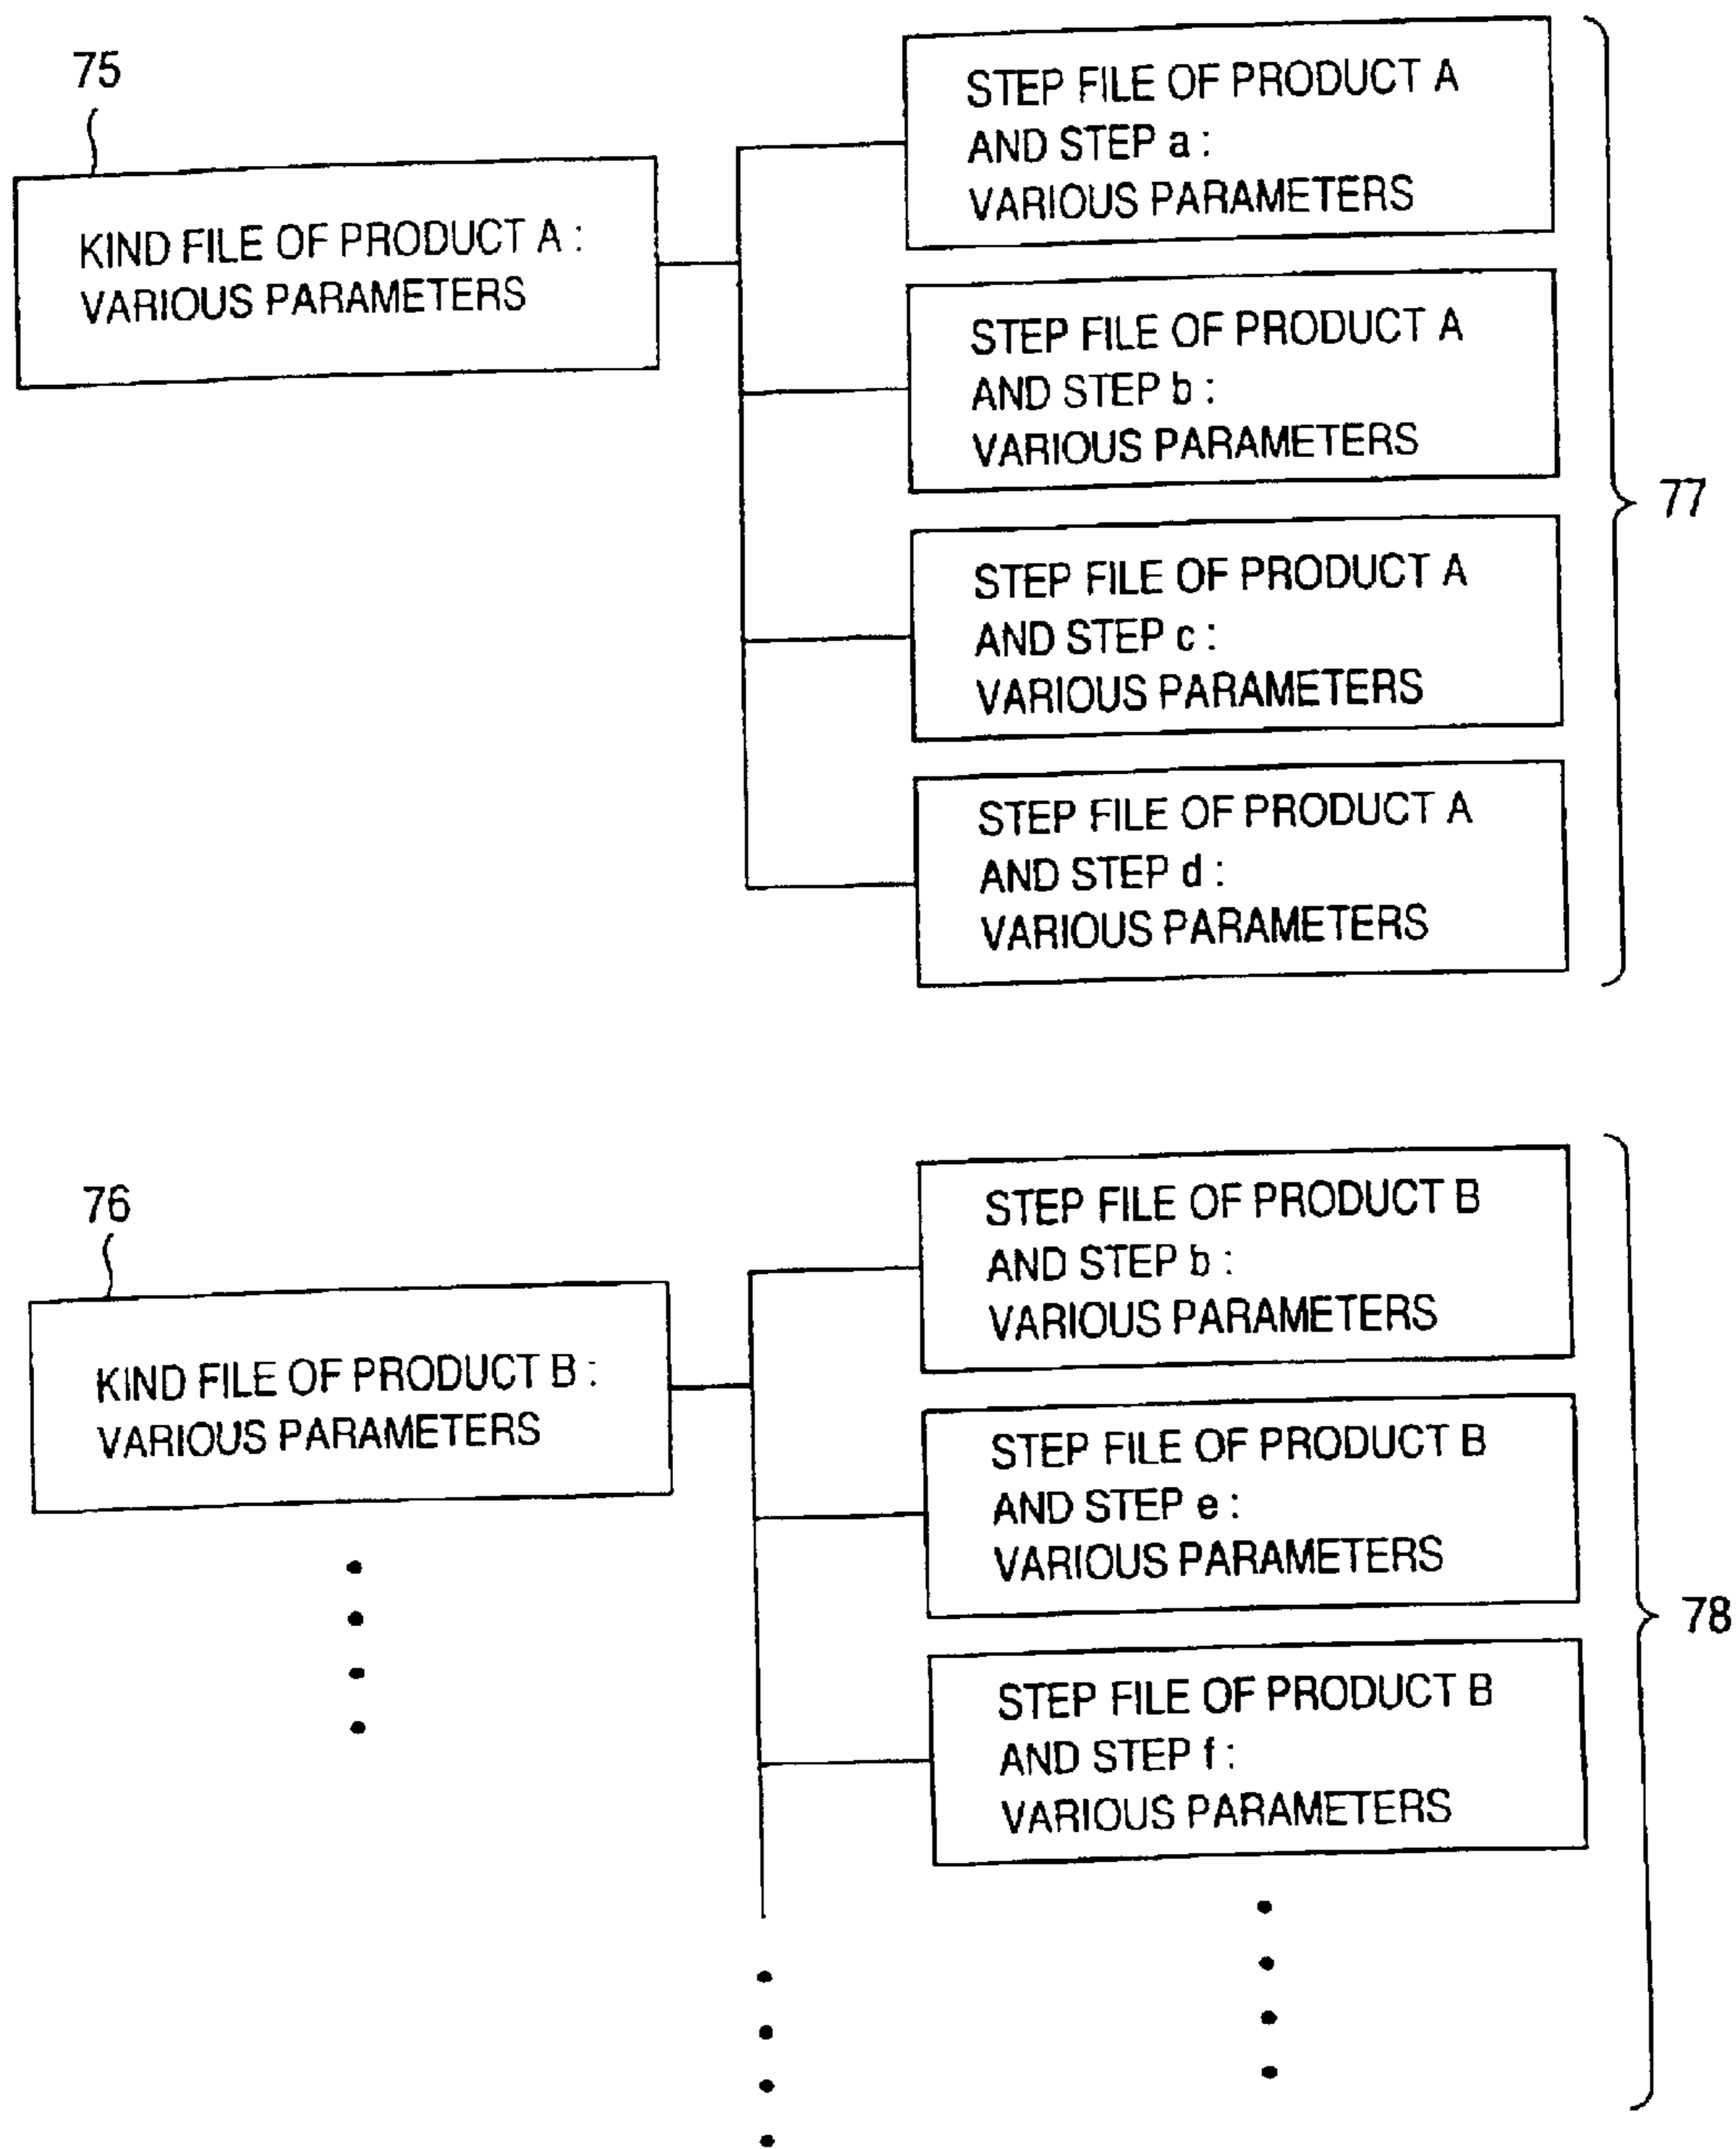 75
KIND FILE OF PRODUCT A :
VARIOUS PARAMETERS
STEP FILE OF PRODUCT A
AND STEP a :
VARIOUS PARAMETERS
STEP FILE OF PRODUCT A
AND STEP b :
VARIOUS PARAMETERS
STEP FILE OF PRODUCT A
AND STEP c :
VARIOUS PARAMETERS
STEP FILE OF PRODUCT A
AND STEP d :
VARIOUS PARAMETERS
77
76
KIND FILE OF PRODUCT B :
VARIOUS PARAMETERS
STEP FILE OF PRODUCT B
AND STEP b :
VARIOUS PARAMETERS
STEP FILE OF PRODUCT B
AND STEP e :
VARIOUS PARAMETERS
STEP FILE OF PRODUCT B
AND STEP f :
VARIOUS PARAMETERS
78